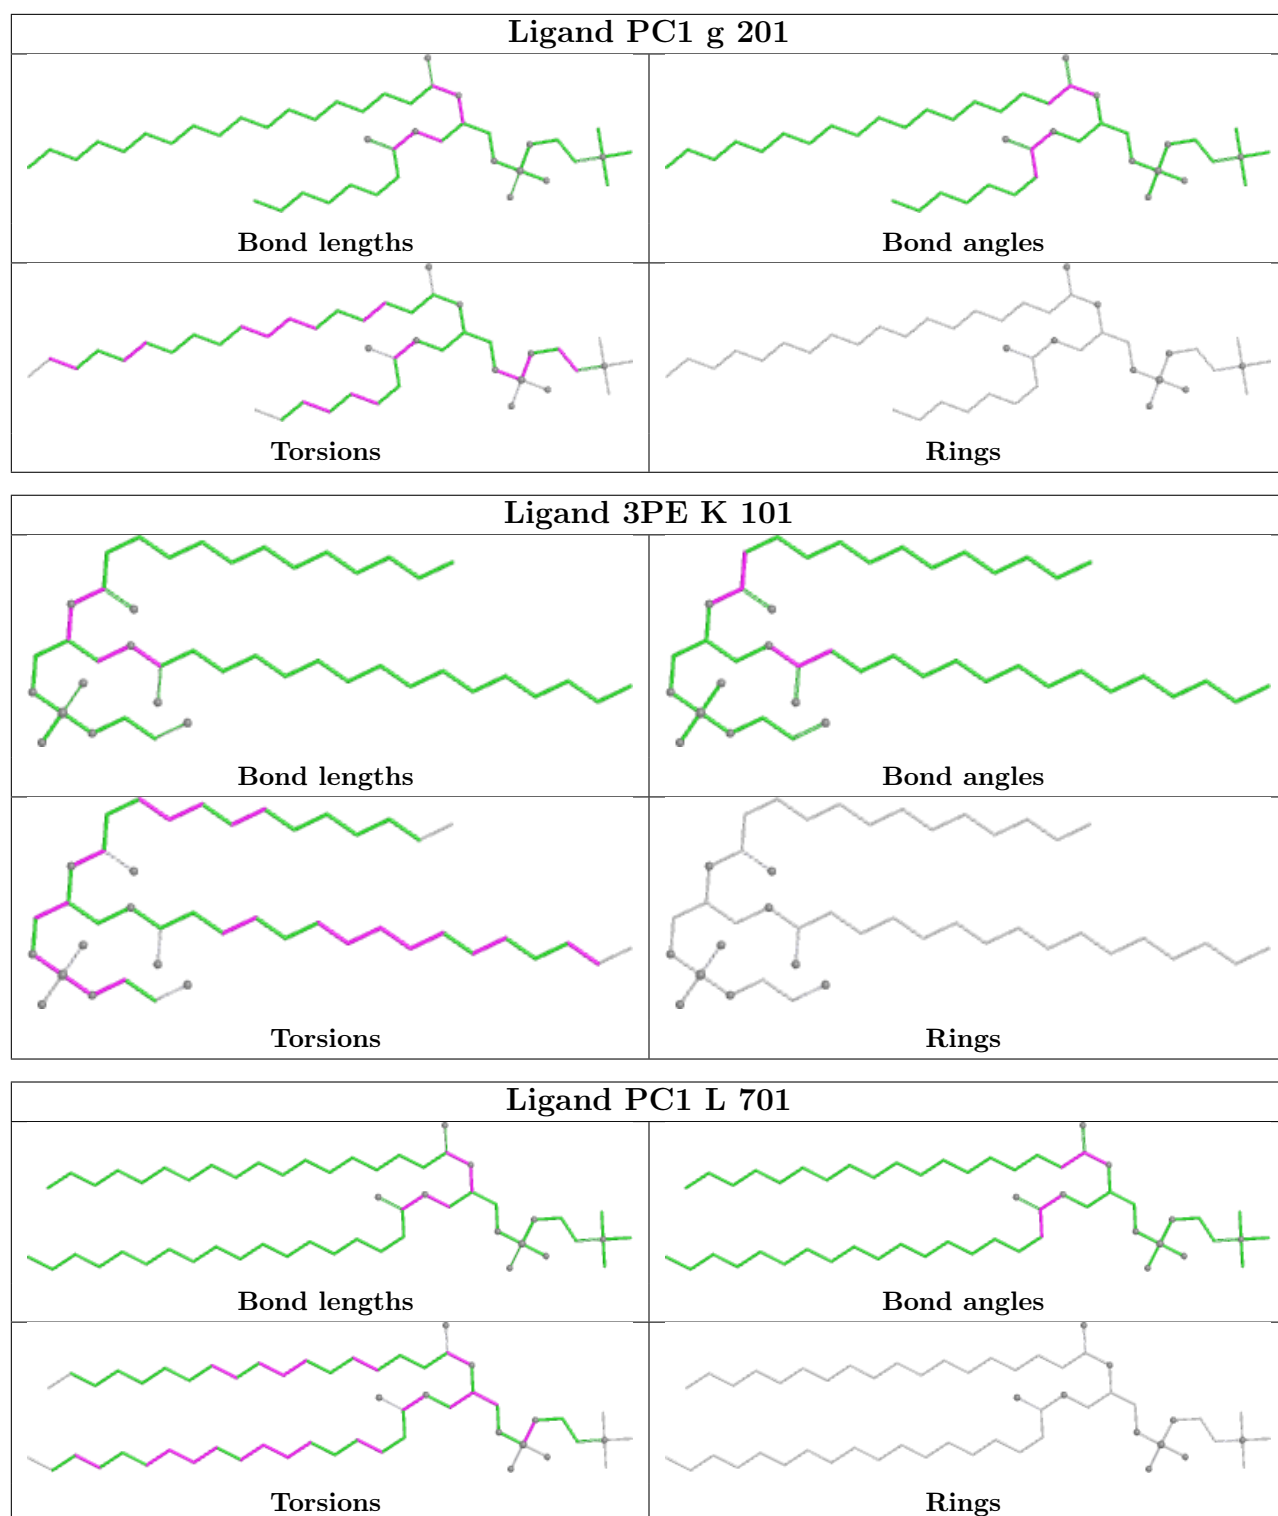 Ligand PC1 g 201
Bond lengths
Bond angles
Torsions
Rings
Ligand 3PE K 101
Bond lengths
Bond angles
Torsions
Rings
Ligand PC1 L 701
Bond lengths
Bond angles
Torsions
Rings